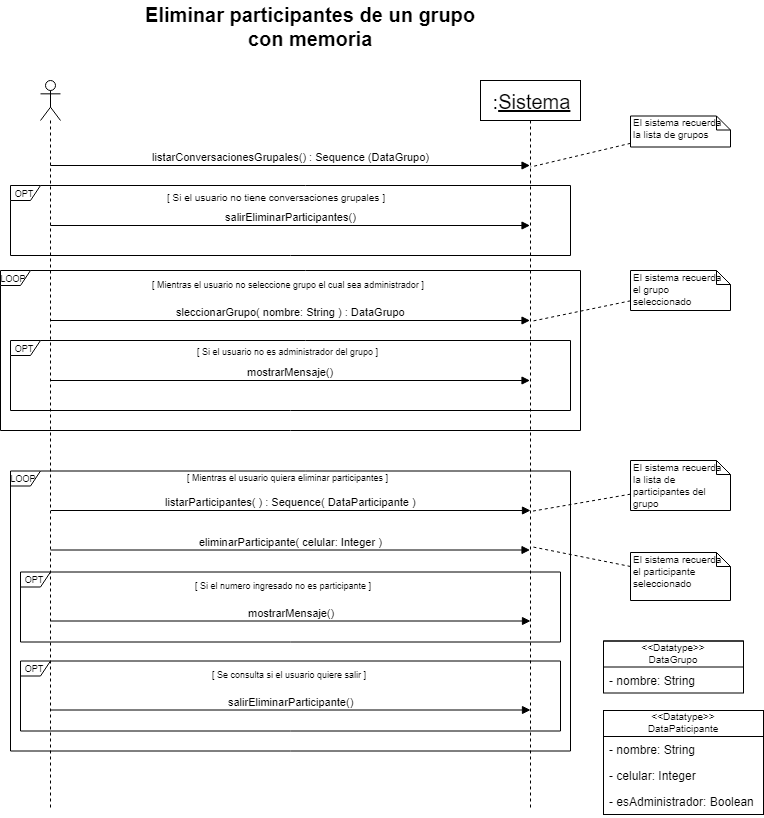 Eliminar participantes de un grupo
con memoria
:Sistema
El sistema recuerda
la lista de grupos
listarConversacionesGrupales() : Sequence (DataGrupo)
OPT
[ Si el usuario no tiene conversaciones grupales ]
salirEliminarParticipantes()
LOOP
[ Mientras el usuario no seleccione grupo el cual sea administrador ]
El sistema recuerda
el grupo
seleccionado
sleccionarGrupo( nombre: String ) : DataGrupo
OPT
[ Si el usuario no es administrador del grupo ]
mostrarMensaje()
LOOP
[ Mientras el usuario quiera eliminar participantes ]
El sistema recuerda
la lista de
participantes del
grupo
listarParticipantes( ) : Sequence( DataParticipante )
eliminarParticipante( celular: Integer )
El sistema recuerda
el participante
seleccionado
OPT
[ Si el numero ingresado no es participante ]
mostrarMensaje()
OPT
[ Se consulta si el usuario quiere salir ]
salirEliminarParticipante()
<<Datatype>>
DataGrupo
- nombre: String
<<Datatype>>
DataPaticipante
- nombre: String
- celular: Integer
- esAdministrador: Boolean